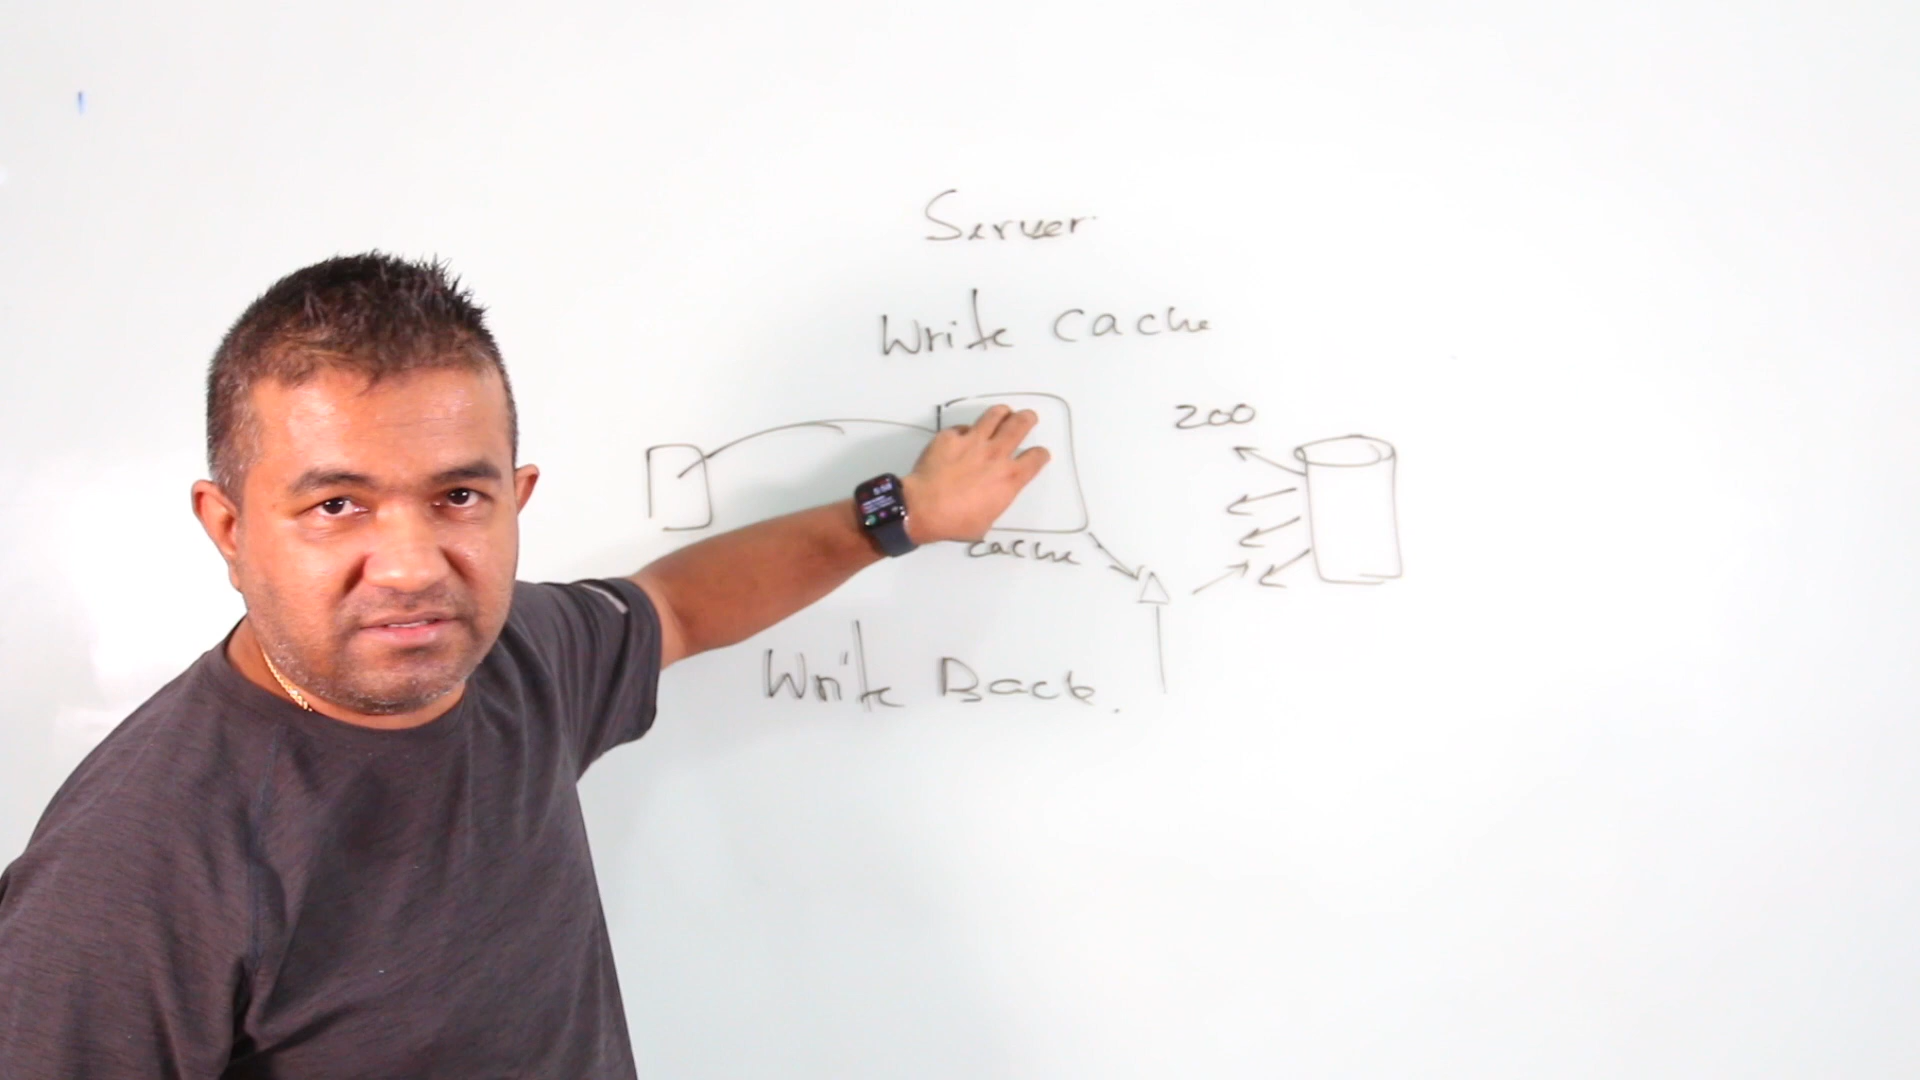 Server
Write Cache
200
cache
Write Back.